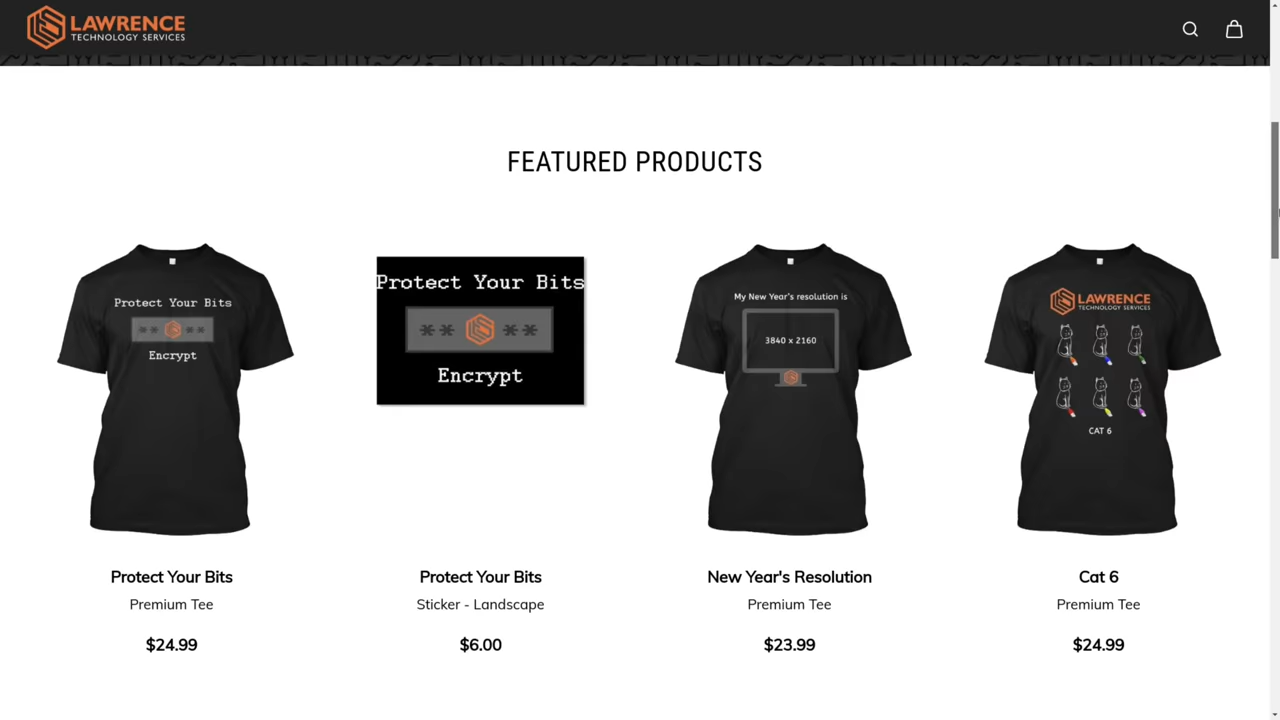 LAWRENCE
TECHNOLOGY SERVICES
FEATURED PRODUCTS
Protect Your Bits
** **
Encrypt
Protect Your Bits
** **
Encrypt
My New Year's resolution is
3840 x 2160
LAWRENCE
TECHNOLOGY SERVICES
CAT 6
Protect Your Bits
Premium Tee
$24.99
Protect Your Bits
Sticker - Landscape
$6.00
New Year's Resolution
Premium Tee
$23.99
Cat 6
Premium Tee
$24.99